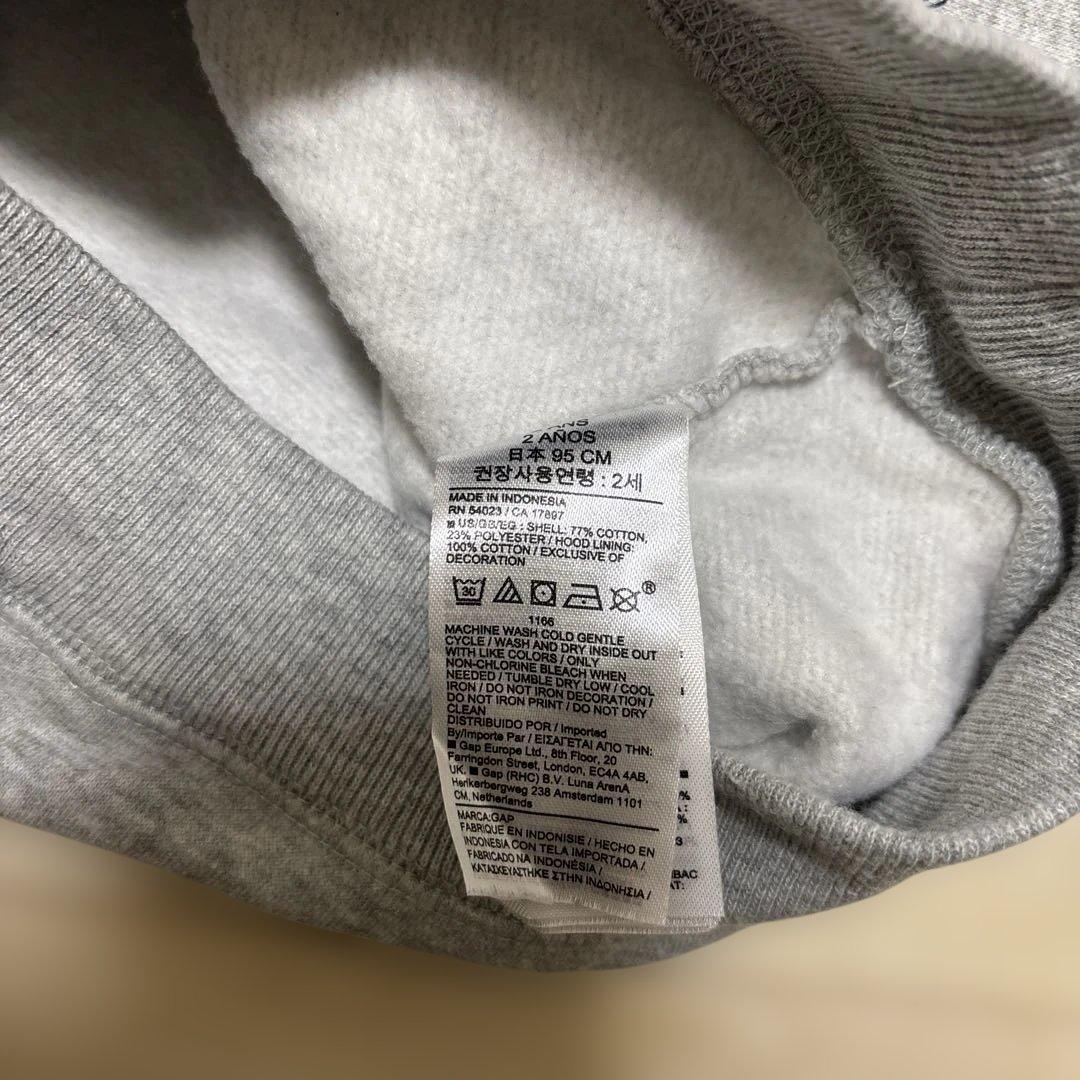 2 AÑOS
日本 95 CM
권장사용연령 : 2세
MADE IN INDONESIA
RN 54023 / CA 17897
US/GB/EG : SHELL: 77% COTTON,
23% POLYESTER / HOOD LINING:
100% COTTON / EXCLUSIVE OF
DECORATION
30
®
1166
MACHINE WASH COLD GENTLE
CYCLE / WASH AND DRY INSIDE OUT
WITH LIKE COLORS / ONLY
NON-CHLORINE BLEACH WHEN
NEEDED / TUMBLE DRY LOW / COOL
IRON / DO NOT IRON DECORATION /
DO NOT IRON PRINT / DO NOT DRY
CLEAN
DISTRIBUIDO POR / Imported
By/Importe Par / ΕΙΣΑΓΕΤΑΙ ΑΠΟ ΤΗΝ:
■ Gap Europe Ltd., 8th Floor, 20
Farringdon Street, London, EC4A 4AB,
UK. ■ Gap (RHC) B.V. Luna ArenA
Herikerbergweg 238 Amsterdam 1101
CM, Netherlands
MARCA:GAP
FABRIQUE EN INDONISIE / HECHO EN
INDONESIA CON TELA IMPORTADA /
FABRICADO NA INDONÉSIA /
ΚΑΤΑΣΚΕΥΑΣΤΗΚΕ ΣΤΗΝ ΙΝΔΟΝΗΣΙΑ /